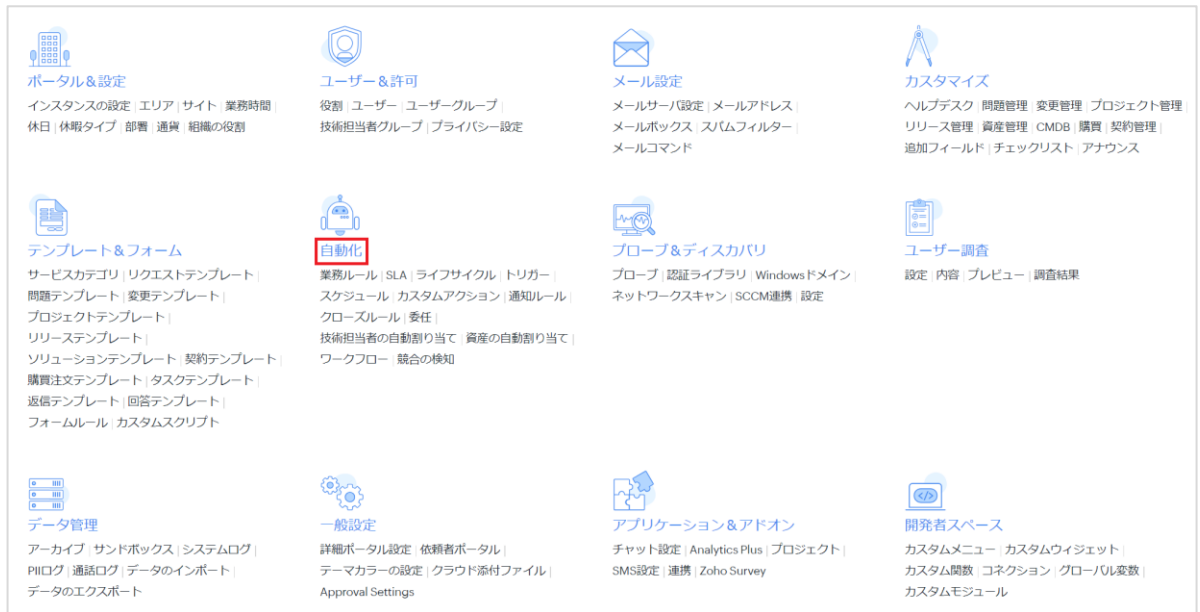 ポータル＆設定
インスタンスの設定 | エリア | サイト | 業務時間 |
休日 | 休暇タイプ | 部署 | 通貨 | 組織の役割
ユーザー＆許可
役割 | ユーザー | ユーザーグループ |
技術担当者グループ | プライバシー設定
メール設定
メールサーバ設定 | メールアドレス |
メールボックス | スパムフィルター |
メールコマンド
カスタマイズ
ヘルプデスク | 問題管理 | 変更管理 | プロジェクト管理 |
リリース管理 | 資産管理 | CMDB | 購買 | 契約管理 |
追加フィールド | チェックリスト | アナウンス
テンプレート＆フォーム
サービスカテゴリ | リクエストテンプレート |
問題テンプレート | 変更テンプレート |
プロジェクトテンプレート |
リリーステンプレート |
ソリューションテンプレート | 契約テンプレート |
購買注文テンプレート | タスクテンプレート |
返信テンプレート | 回答テンプレート |
フォームルール | カスタムスクリプト
自動化
業務ルール | SLA | ライフサイクル | トリガー |
スケジュール | カスタムアクション | 通知ルール |
クローズルール | 委任 |
技術担当者の自動割り当て | 資産の自動割り当て |
ワークフロー | 競合の検知
プローブ＆ディスカバリ
プローブ | 認証ライブラリ | Windowsドメイン |
ネットワークスキャン | SCCM連携 | 設定
ユーザー調査
設定 | 内容 | プレビュー | 調査結果
データ管理
アーカイブ | サンドボックス | システムログ |
PIIログ | 通話ログ | データのインポート |
データのエクスポート
一般設定
詳細ポータル設定 | 依頼者ポータル |
テーマカラーの設定 | クラウド添付ファイル |
Approval Settings
アプリケーション＆アドオン
チャット設定 | Analytics Plus | プロジェクト |
SMS設定 | 連携 | Zoho Survey
開発者スペース
カスタムメニュー | カスタムウィジェット |
カスタム関数 | コネクション | グローバル変数 |
カスタムモジュール